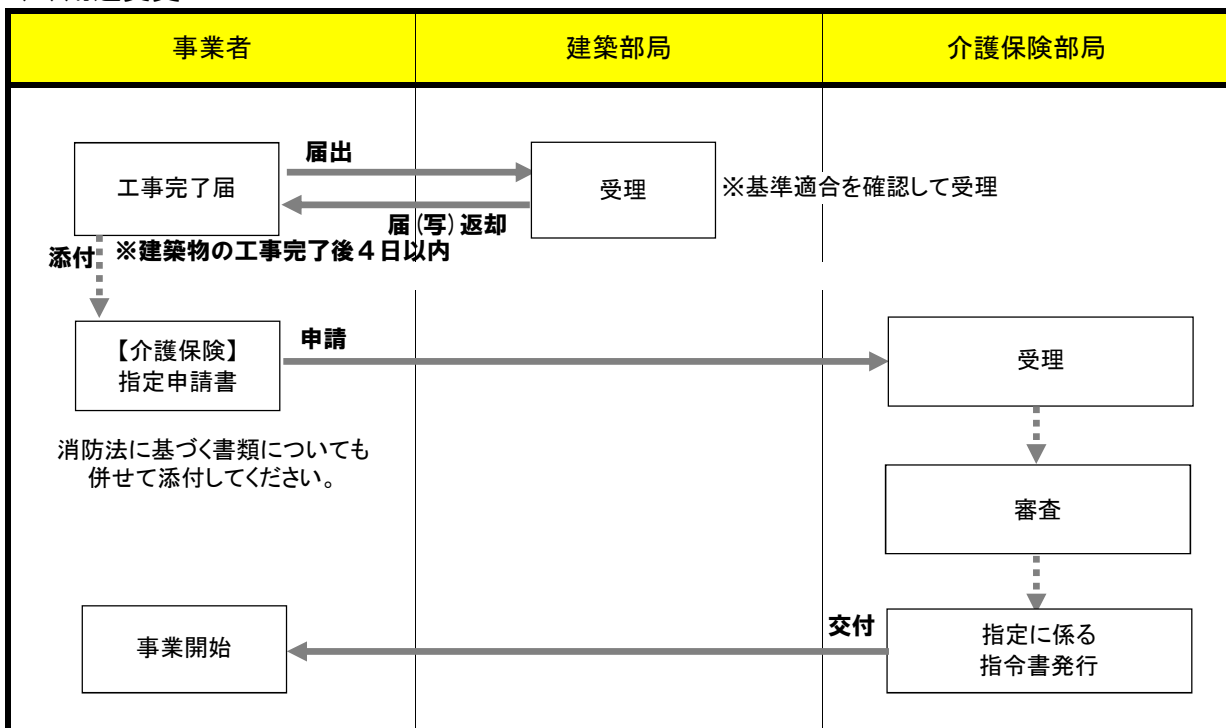 事業者
建築部局
介護保険部局
届出
工事完了届
受理
※基準適合を確認して受理
届(写)返却
添付
※建築物の工事完了後４日以内
【介護保険】
指定申請書
申請
受理
消防法に基づく書類についても
併せて添付してください。
審査
交付
事業開始
指定に係る
指令書発行